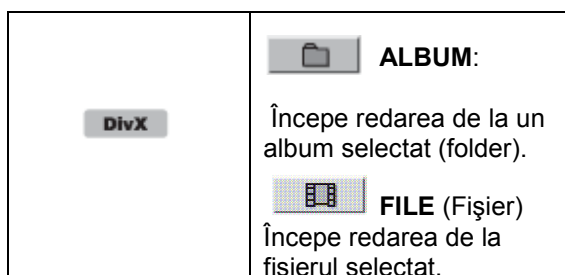 DivX
ALBUM:
Începe redarea de la un
album selectat (folder).
FILE (Fişier)
Începe redarea de la
fişierul selectat.